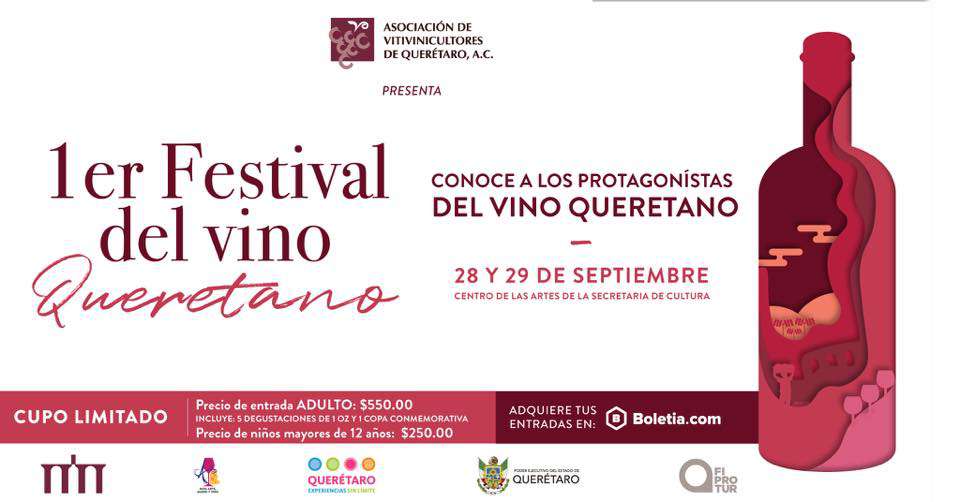 ASOCIACIÓN DE
VITIVINICULTORES
DE QUERÉTARO, A.C.
PRESENTA
1er Festival
del vino
Queretano
CONOCE A LOS PROTAGONÍSTAS
DEL VINO QUERETANO
28 Y 29 DE SEPTIEMBRE
CENTRO DE LAS ARTES DE LA SECRETARIA DE CULTURA
CUPO LIMITADO
Precio de entrada ADULTO: $550.00
INCLUYE: 5 DEGUSTACIONES DE 1 OZ Y 1 COPA CONMEMORATIVA
Precio de niños mayores de 12 años: $250.00
ADQUIERE TUS
ENTRADAS EN:
B Boletia.com
QUERÉTARO
EXPERIENCIAS SIN LÍMITE
PODER EJECUTIVO DEL ESTADO DE
QUERÉTARO
FI
PRO
TUR